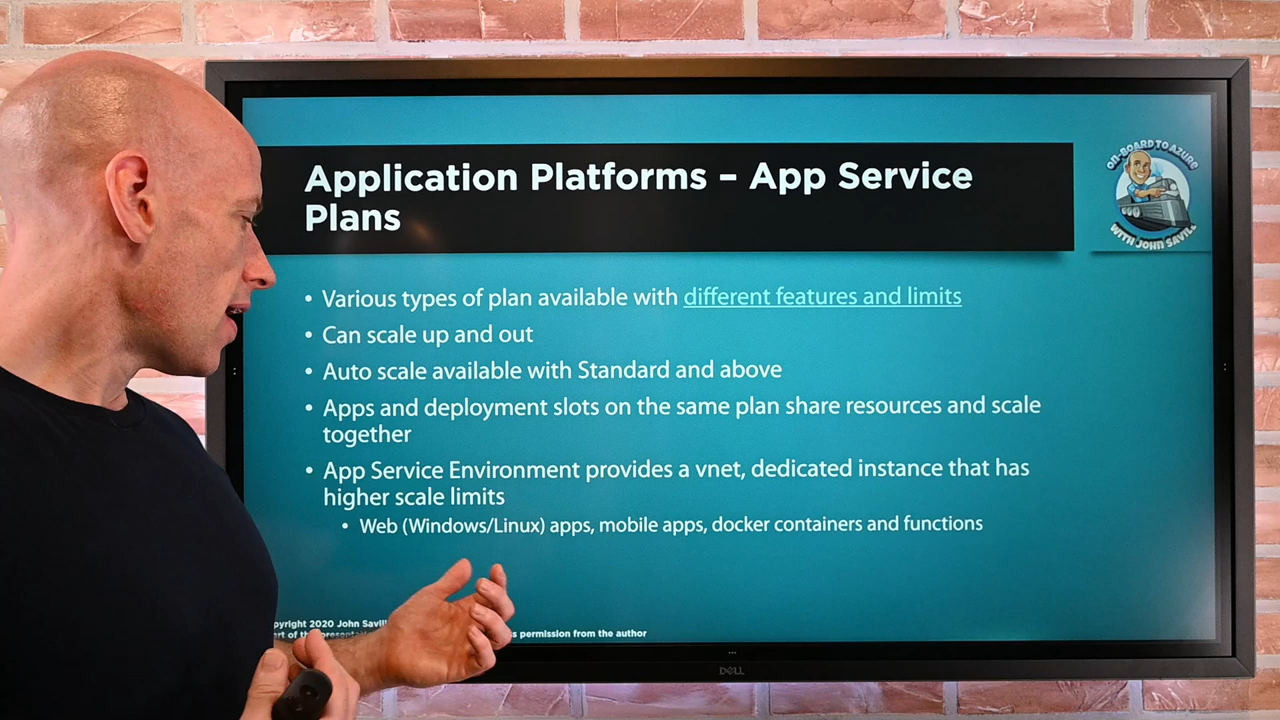 Application Platforms – App Service
Plans
ON-BOARD TO AZURE
WITH JOHN SAVILL
• Various types of plan available with different features and limits
• Can scale up and out
• Auto scale available with Standard and above
• Apps and deployment slots on the same plan share resources and scale
together
• App Service Environment provides a vnet, dedicated instance that has
higher scale limits
• Web (Windows/Linux) apps, mobile apps, docker containers and functions
2020 John
permission from the author
DELL